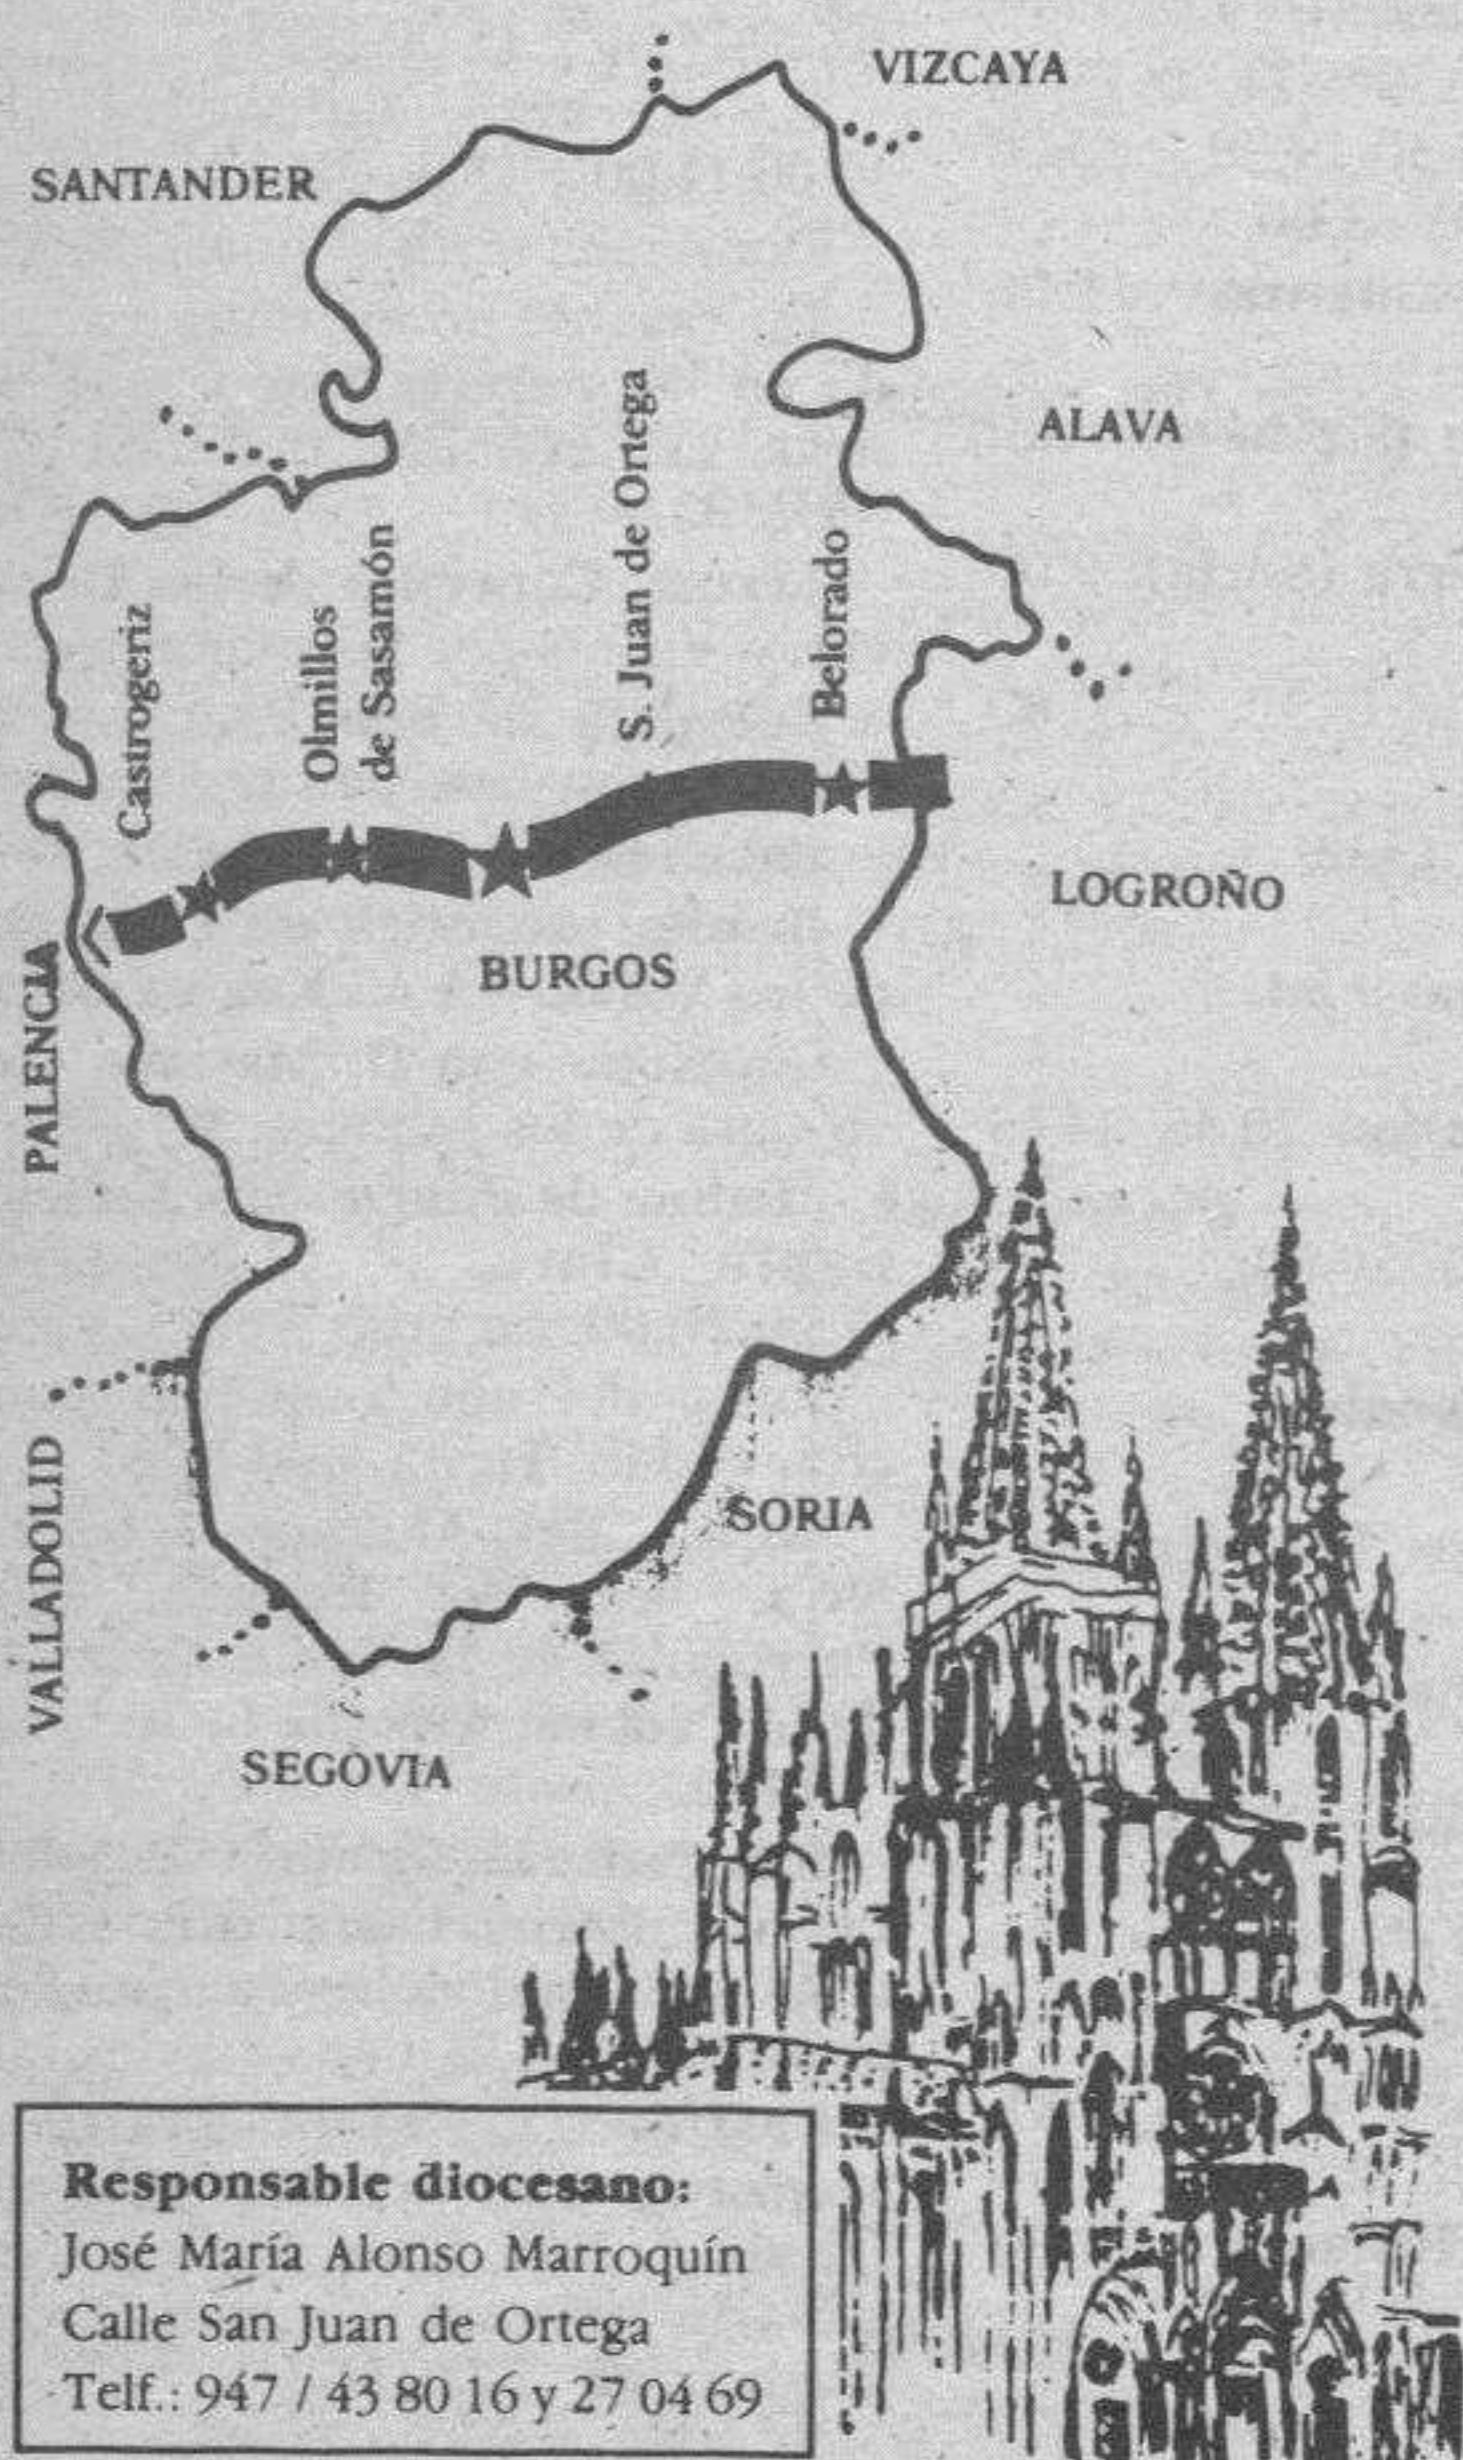 VIZCAYA
SANTANDER
ALAVA
Castrogeriz
Olmillos
de Sasamón
S. Juan de Ortega
Belorado
LOGROÑO
BURGOS
PALENCIA
VALLADOLID
SORIA
SEGOVIA
Responsable diocesano:
José María Alonso Marroquín
Calle San Juan de Ortega
Telf.: 947 / 43 80 16 y 27 04 69